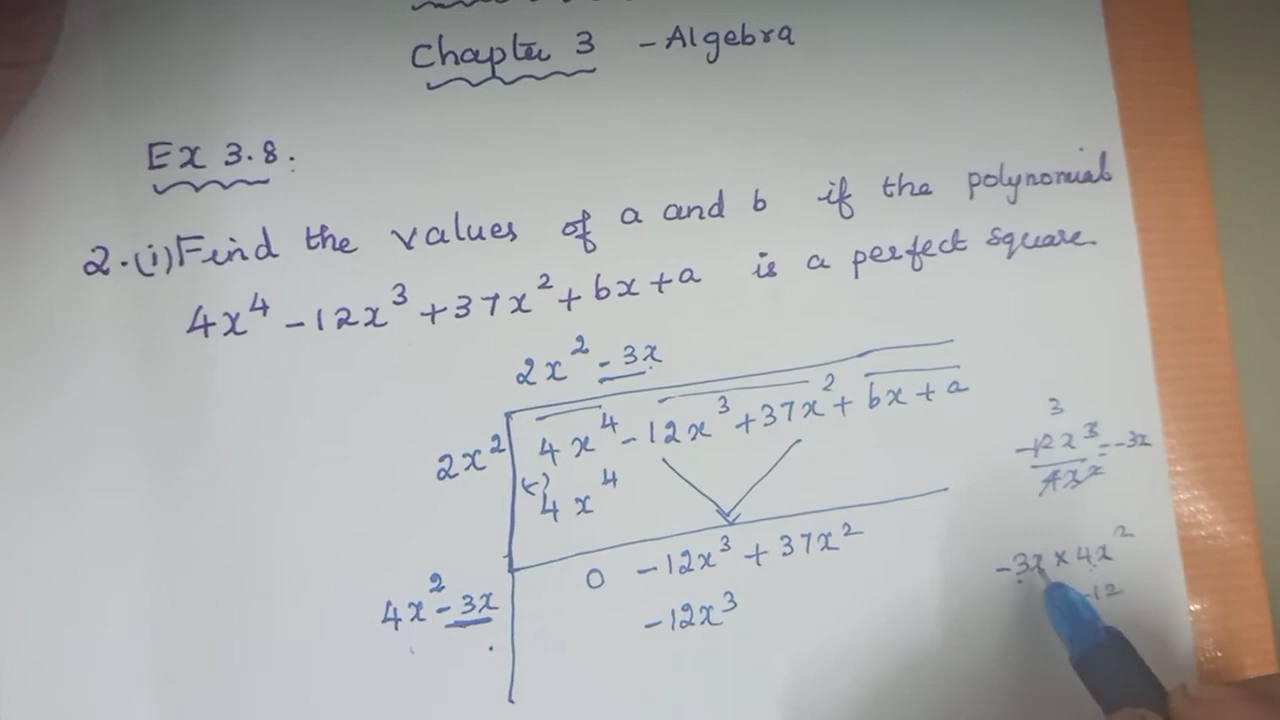 Chapter 3 - Algebra
Ex 3.8.
2.(i) Find the values of a and b if the polynomial
4x⁴ - 12x³ + 37x² + bx + a is a perfect square.
2x² - 3x
2x² 4x⁴ - 12x³ + 37x² + bx + a
(-) 4x⁴
0 -12x³ + 37x²
4x² - 3x -12x³
3
-12x³ = -3x
4x²
-3x × 4x²
-12